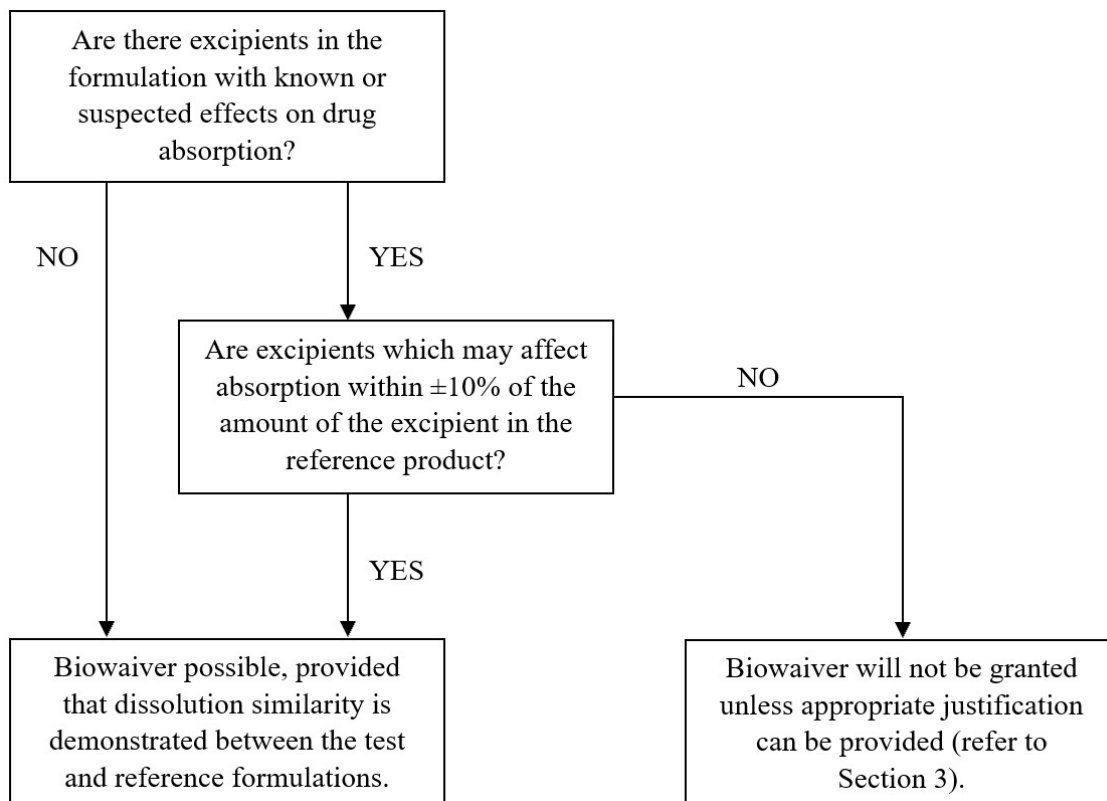 Are there excipients in the
formulation with known or
suspected effects on drug
absorption?
NO
YES
Are excipients which may affect
absorption within ±10% of the
amount of the excipient in the
reference product?
NO
YES
Biowaiver possible, provided
that dissolution similarity is
demonstrated between the test
and reference formulations.
Biowaiver will not be granted
unless appropriate justification
can be provided (refer to
Section 3).